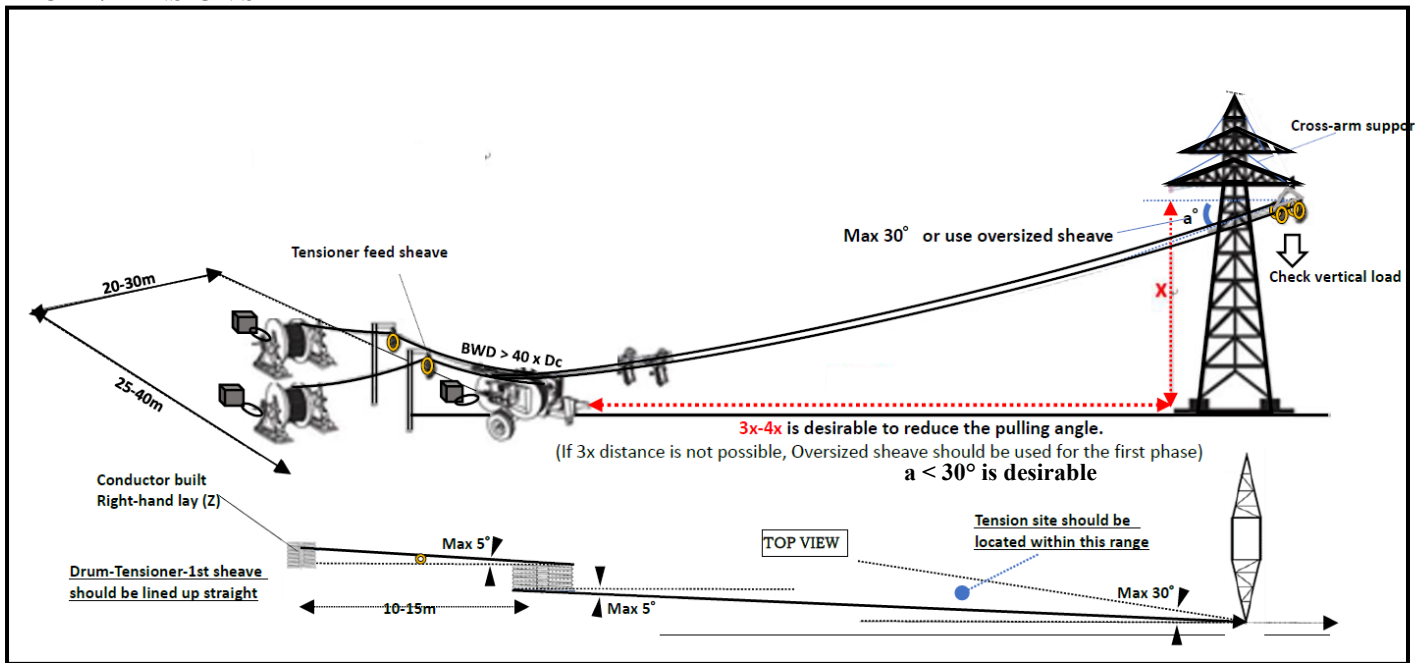 Cross-arm suppor
a°
Max 30° or use oversized sheave
Tensioner feed sheave
Check vertical load
20-30m
X
BWD > 40 x Dc
25-40m
3x-4x is desirable to reduce the pulling angle.
(If 3x distance is not possible, Oversized sheave should be used for the first phase)
a < 30° is desirable
Conductor built
Right-hand lay (Z)
Tension site should be
located within this range
TOP VIEW
Max 5°
Drum-Tensioner-1st sheave
should be lined up straight
Max 30°
10-15m
Max 5°